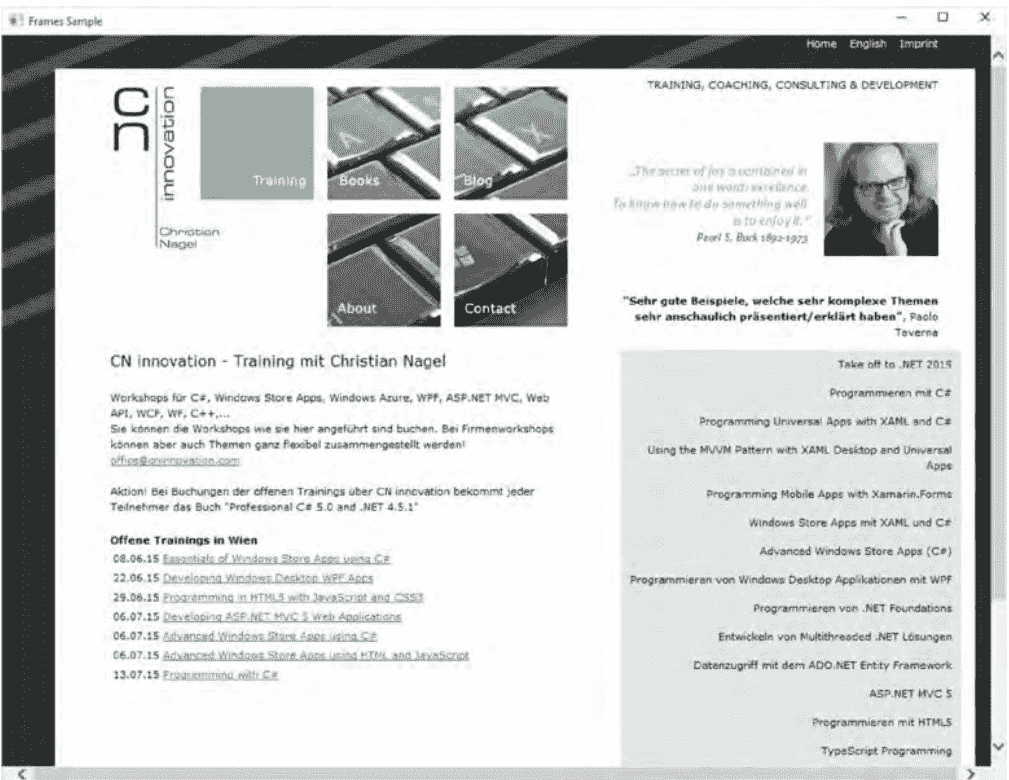 Frames Sample
Home English Imprint
cn innovation
Christian
Nagel
Training
Books
Blog
About
Contact
TRAINING, COACHING, CONSULTING & DEVELOPMENT
„The secret of joy is contained in
one word: excellence.
To know how to do something well
is to enjoy it."
Pearl S. Buck 1892-1973
"Sehr gute Beispiele, welche sehr komplexe Themen
sehr anschaulich präsentiert/erklärt haben", Paolo
Taverna
CN innovation - Training mit Christian Nagel
Workshops für C#, Windows Store Apps, Windows Azure, WPF, ASP.NET MVC, Web
API, WCF, WF, C++,...
Sie können die Workshops wie sie hier angeführt sind buchen. Bei Firmenworkshops
können aber auch Themen ganz flexibel zusammengestellt werden!
office@cninnovation.com
Aktion! Bei Buchungen der offenen Trainings über CN innovation bekommt jeder
Teilnehmer das Buch "Professional C# 5.0 and .NET 4.5.1"
Offene Trainings in Wien
08.06.15 Essentials of Windows Store Apps using C#
22.06.15 Developing Windows Desktop WPF Apps
29.06.15 Programming in HTML5 with JavaScript and CSS3
06.07.15 Developing ASP.NET MVC 5 Web Applications
06.07.15 Advanced Windows Store Apps using C#
06.07.15 Advanced Windows Store Apps using HTML and JavaScript
13.07.15 Programming with C#
Take off to .NET 2015
Programmieren mit C#
Programming Universal Apps with XAML and C#
Using the MVVM Pattern with XAML Desktop and Universal
Apps
Programming Mobile Apps with Xamarin.Forms
Windows Store Apps mit XAML und C#
Advanced Windows Store Apps (C#)
Programmieren von Windows Desktop Applikationen mit WPF
Programmieren von .NET Foundations
Entwickeln von Multithreaded .NET Lösungen
Datenzugriff mit dem ADO.NET Entity Framework
ASP.NET MVC 5
Programmieren mit HTML5
TypeScript Programming